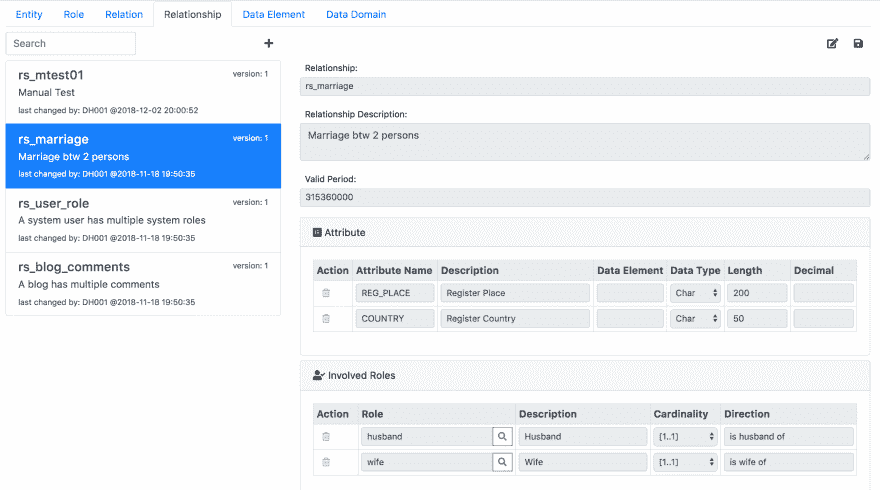 Entity Role Relation Relationship Data Element Data Domain
Search
rs_mtest01 version: 1
Manual Test
last changed by: DH001 @2018-12-02 20:00:52
rs_marriage version: 1
Marriage btw 2 persons
last changed by: DH001 @2018-11-18 19:50:35
rs_user_role version: 1
A system user has multiple system roles
last changed by: DH001 @2018-11-18 19:50:35
rs_blog_comments version: 1
A blog has multiple comments
last changed by: DH001 @2018-11-18 19:50:35
Relationship:
rs_marriage
Relationship Description:
Marriage btw 2 persons
Valid Period:
315360000
Attribute
Action Attribute Name Description Data Element Data Type Length Decimal
REG_PLACE Register Place Char 200
COUNTRY Register Country Char 50
Involved Roles
Action Role Description Cardinality Direction
husband Husband [1..1] is husband of
wife Wife [1..1] is wife of